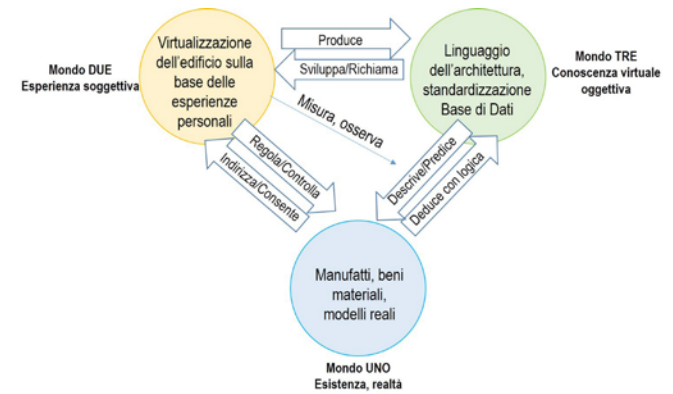 Mondo DUE
Esperienza soggettiva
Virtualizzazione
dell'edificio sulla
base delle
esperienze
personali
Produce
Sviluppa/Richiama
Linguaggio
dell'architettura,
standardizzazione
Base di Dati
Mondo TRE
Conoscenza virtuale
oggettiva
Misura, osserva
Regola/Controlla
Indirizza/Consente
Descrive/Predice
Deduce con logica
Manufatti, beni
materiali,
modelli reali
Mondo UNO
Esistenza, realtà